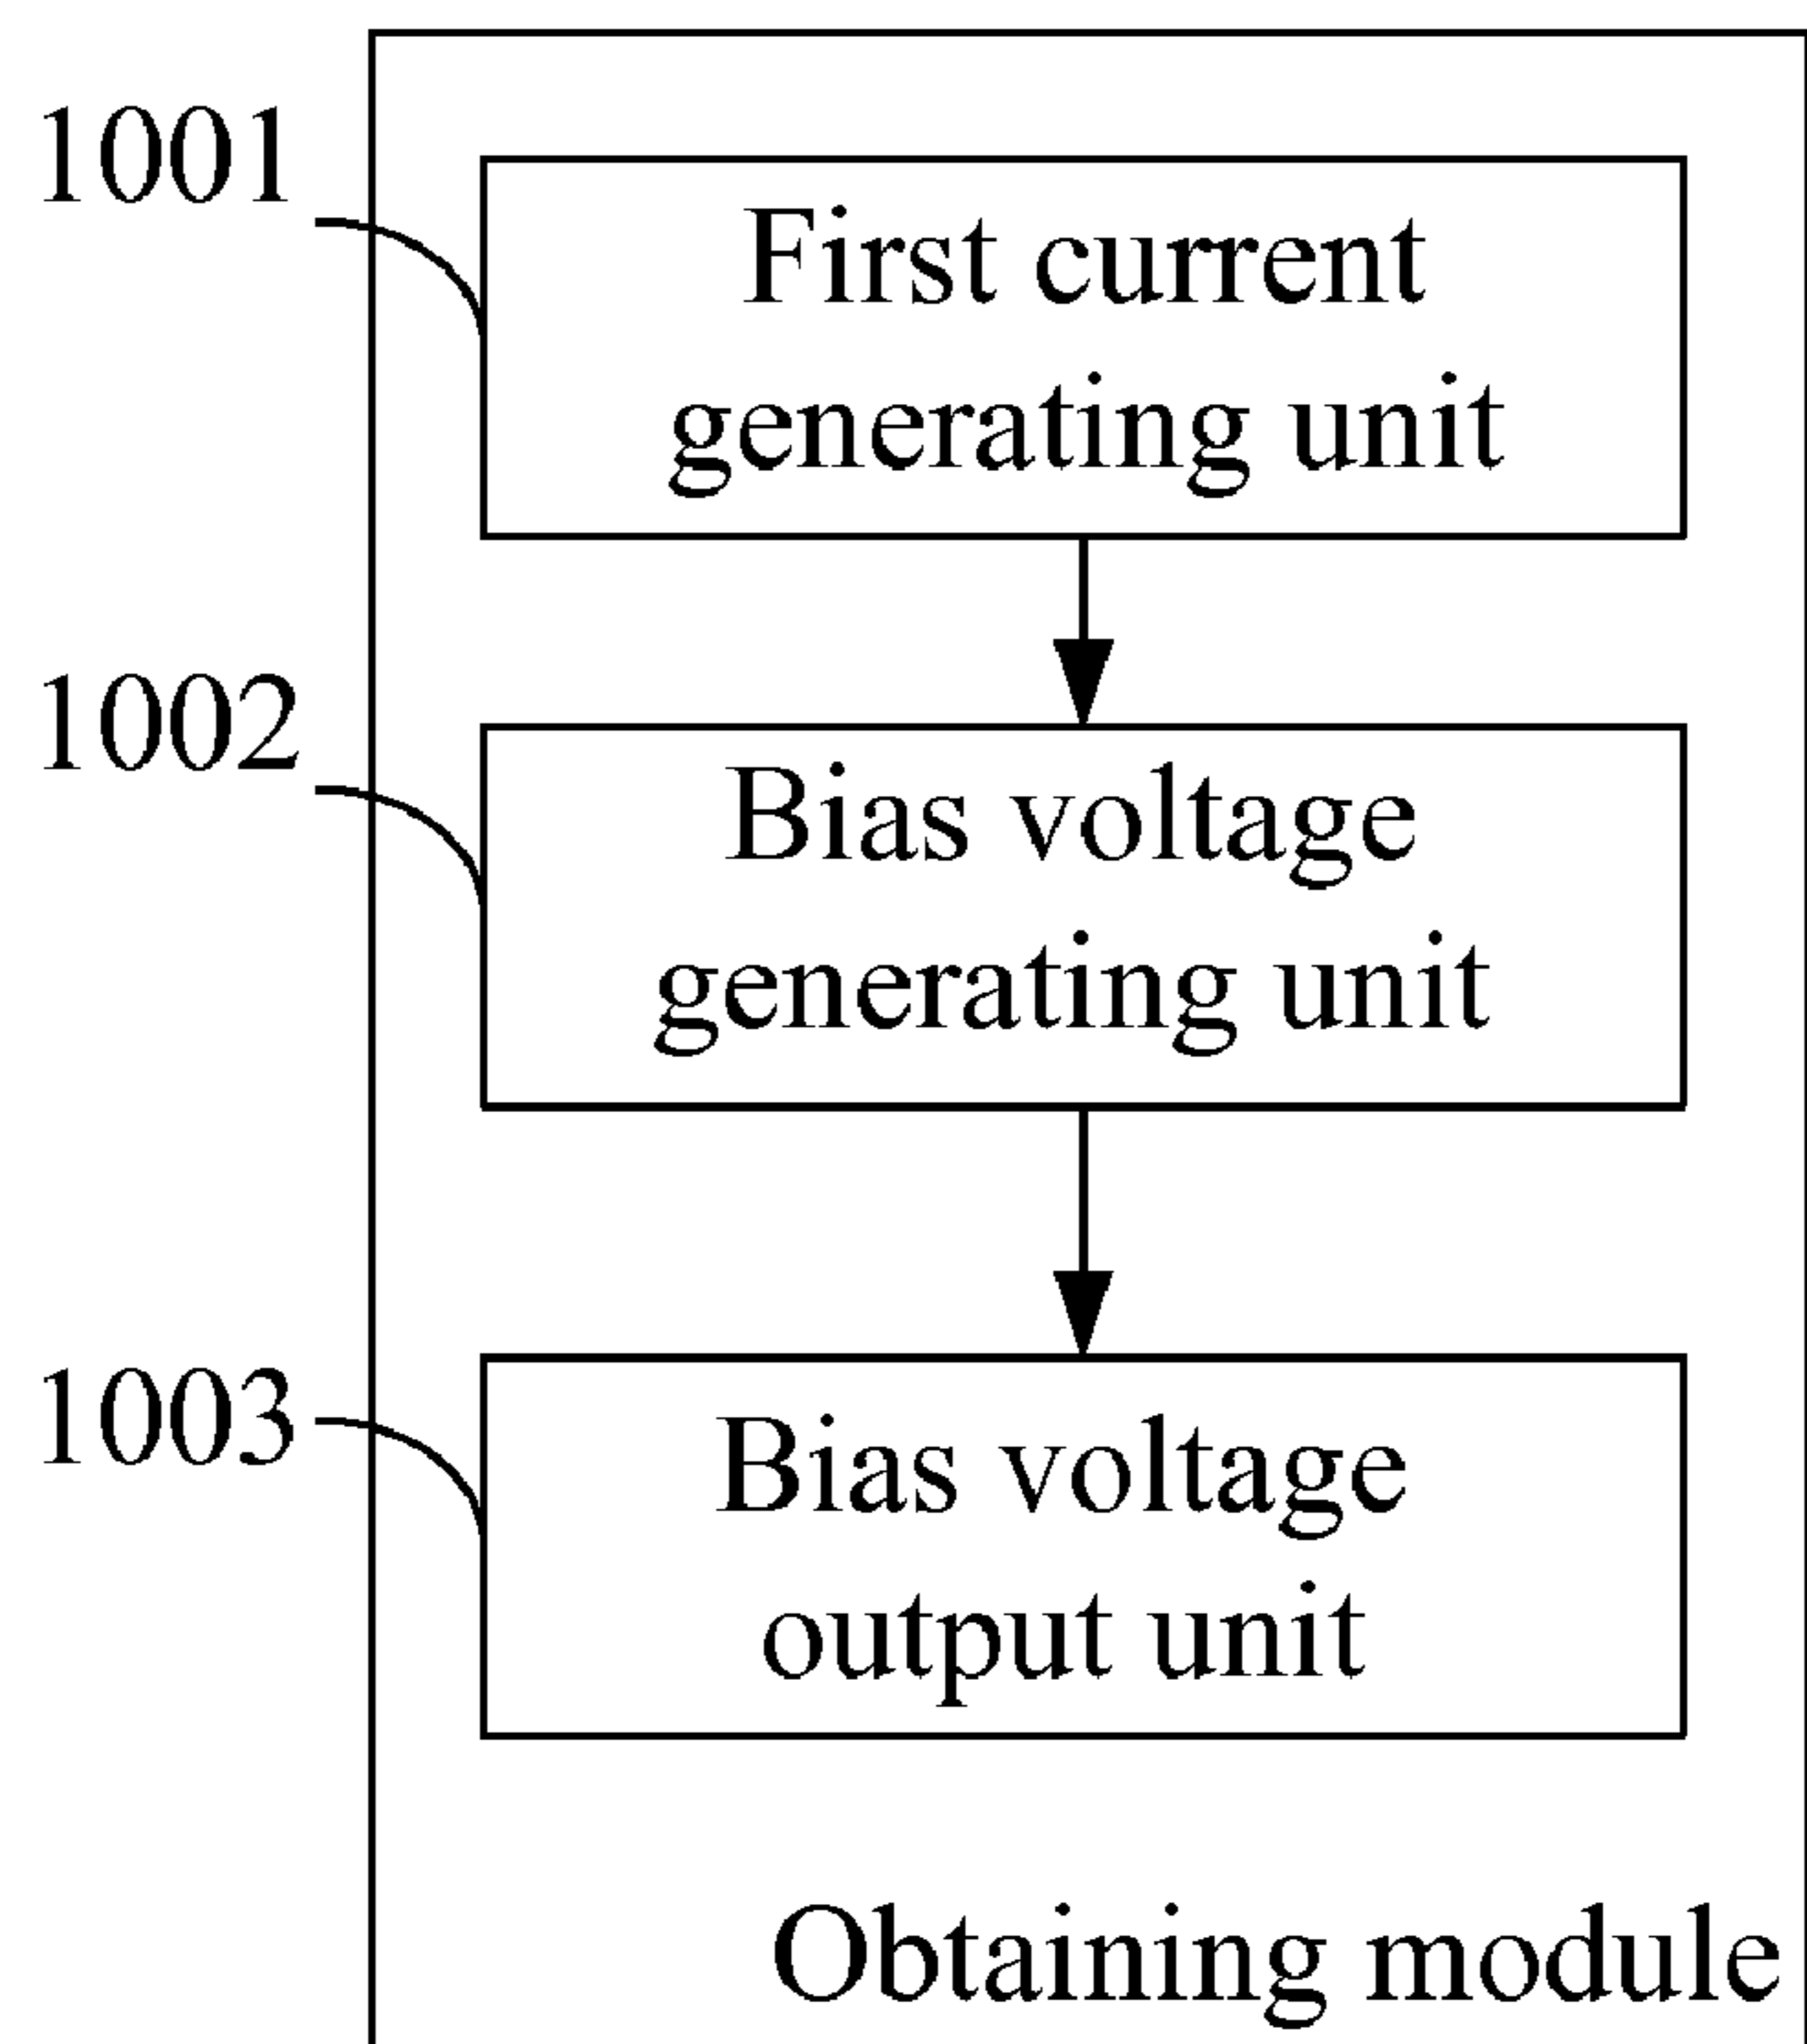 1001
First current
generating unit
1002
Bias voltage
generating unit
1003
Bias voltage
output unit
Obtaining module